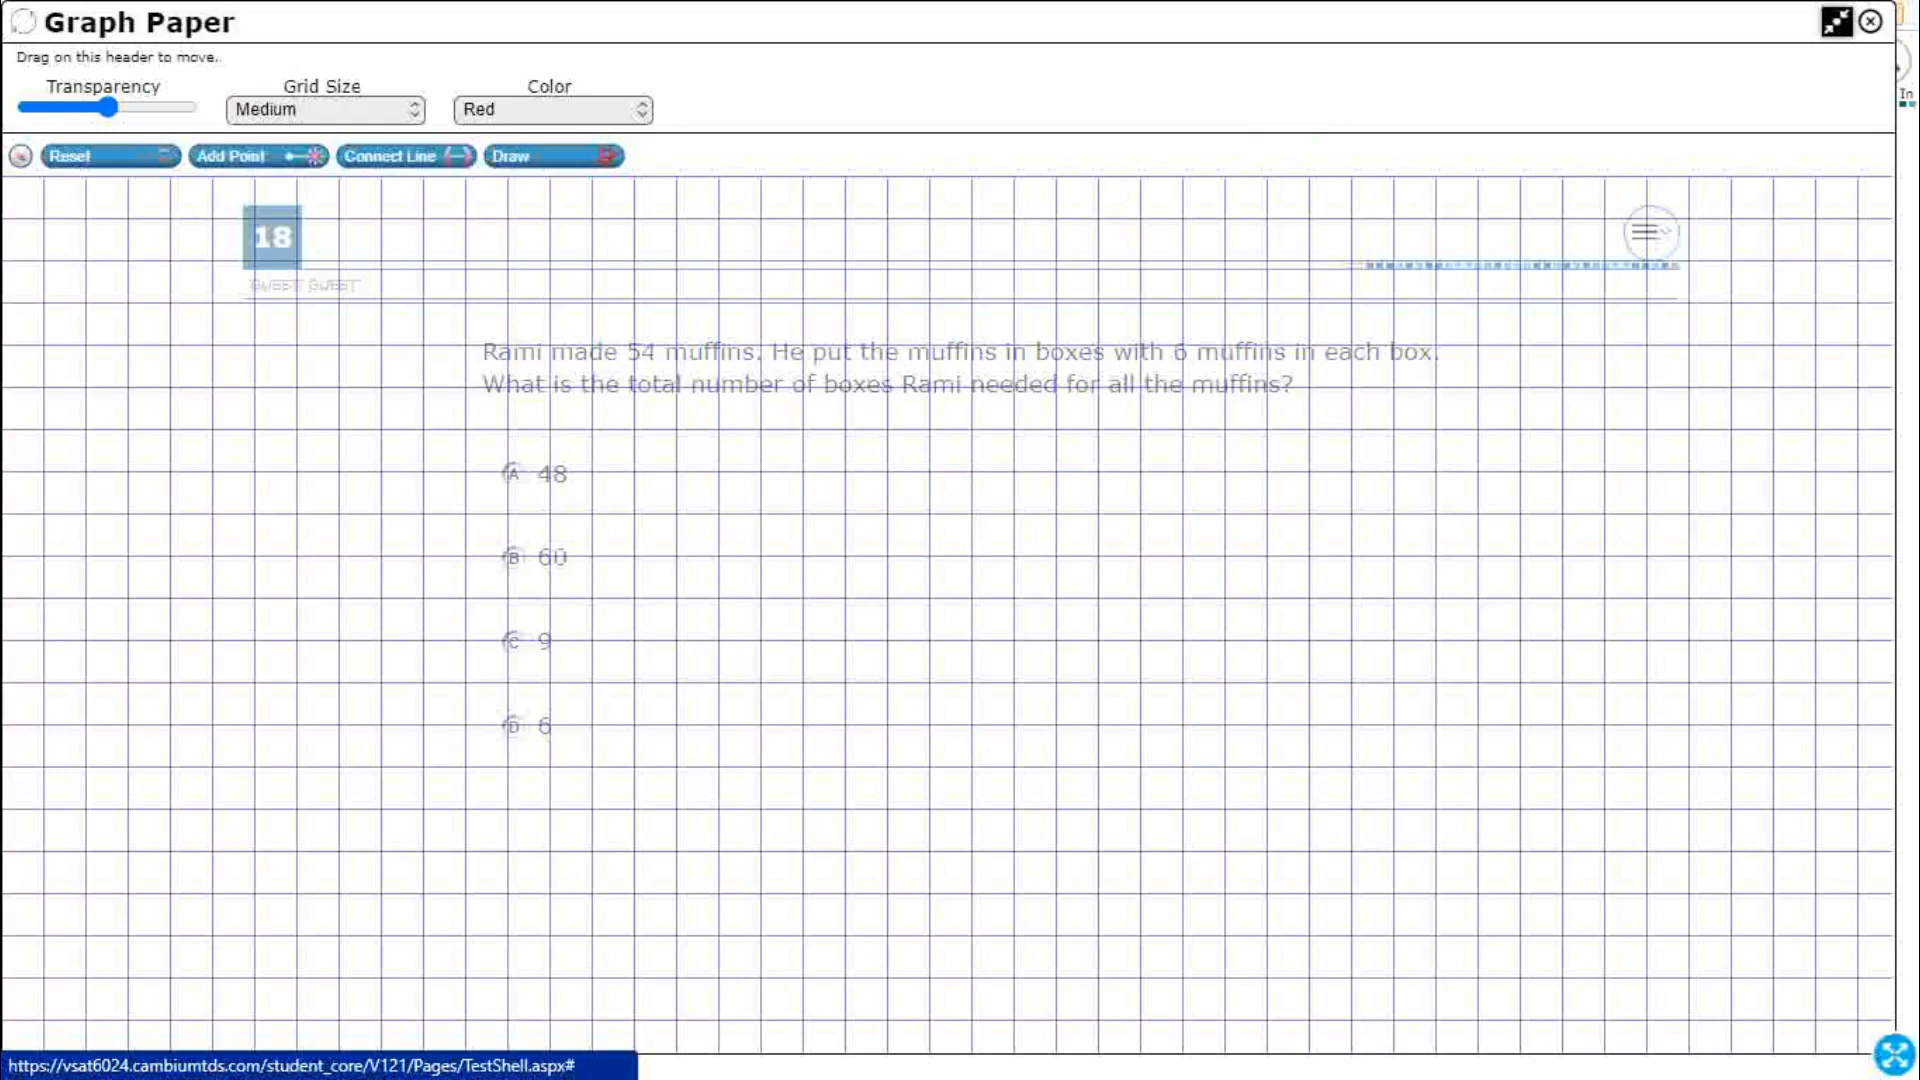 Graph Paper
Drag on this header to move..
Transparency
Grid Size
Color
Medium
Red
Reset
Add Point
Connect Line
Draw
In
18
GUEST GUEST
Rami made 54 muffins. He put the muffins in boxes with 6 muffins in each box.
What is the total number of boxes Rami needed for all the muffins?
A 48
B 60
C 9
D 6
https://vsat6024.cambiumtds.com/student_core/V121/Pages/TestShell.aspx#